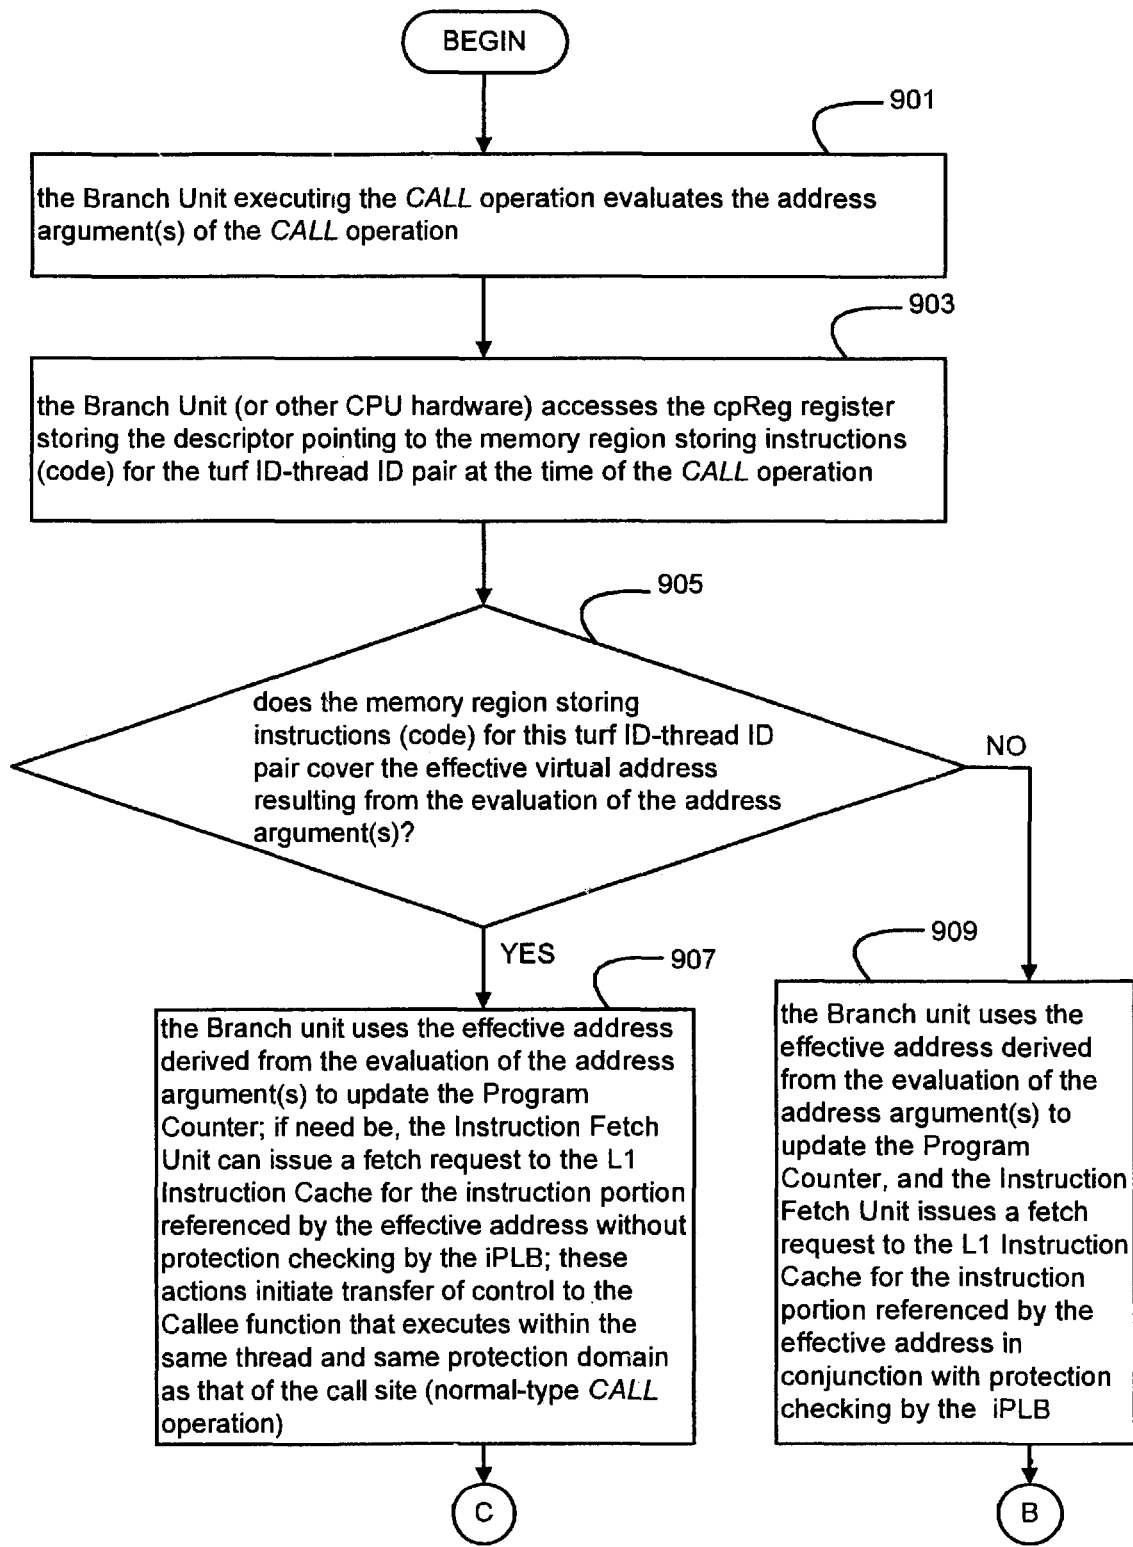 BEGIN
901
the Branch Unit executing the CALL operation evaluates the address
argument(s) of the CALL operation
903
the Branch Unit (or other CPU hardware) accesses the cpReg register
storing the descriptor pointing to the memory region storing instructions
(code) for the turf ID-thread ID pair at the time of the CALL operation
905
does the memory region storing
instructions (code) for this turf ID-thread ID
pair cover the effective virtual address
resulting from the evaluation of the address
argument(s)?
NO
YES
907
the Branch unit uses the effective address
derived from the evaluation of the address
argument(s) to update the Program
Counter; if need be, the Instruction Fetch
Unit can issue a fetch request to the L1
Instruction Cache for the instruction portion
referenced by the effective address without
protection checking by the iPLB; these
actions initiate transfer of control to the
Callee function that executes within the
same thread and same protection domain
as that of the call site (normal-type CALL
operation)
909
the Branch unit uses the
effective address derived
from the evaluation of the
address argument(s) to
update the Program
Counter, and the Instruction
Fetch Unit issues a fetch
request to the L1 Instruction
Cache for the instruction
portion referenced by the
effective address in
conjunction with protection
checking by the iPLB
C
B